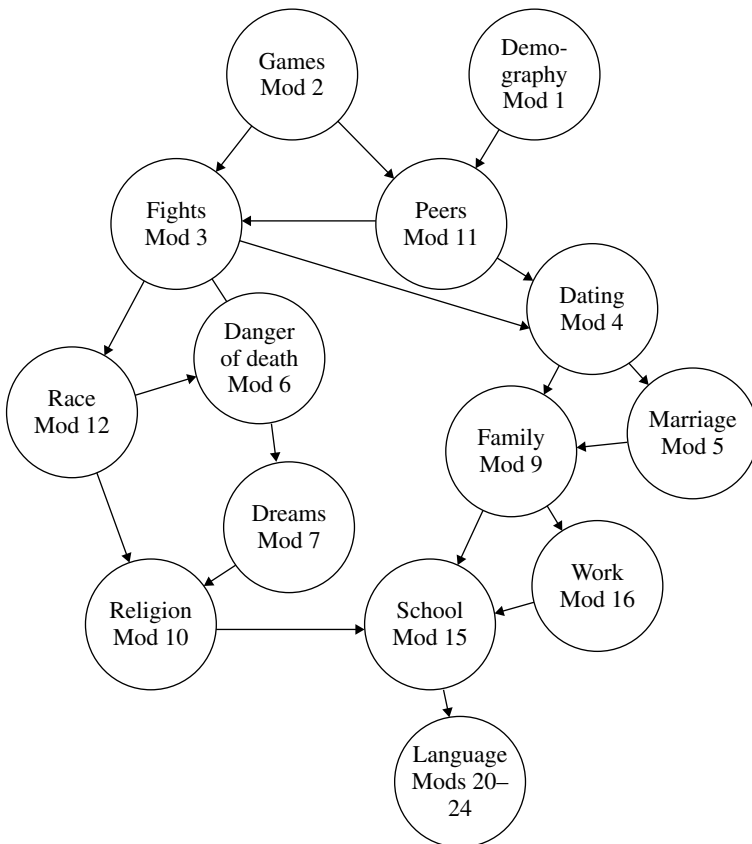 Games
Mod 2
Demo-
graphy
Mod 1
Fights
Mod 3
Peers
Mod 11
Dating
Mod 4
Danger
of death
Mod 6
Race
Mod 12
Marriage
Mod 5
Family
Mod 9
Dreams
Mod 7
Work
Mod 16
Religion
Mod 10
School
Mod 15
Language
Mods 20–
24